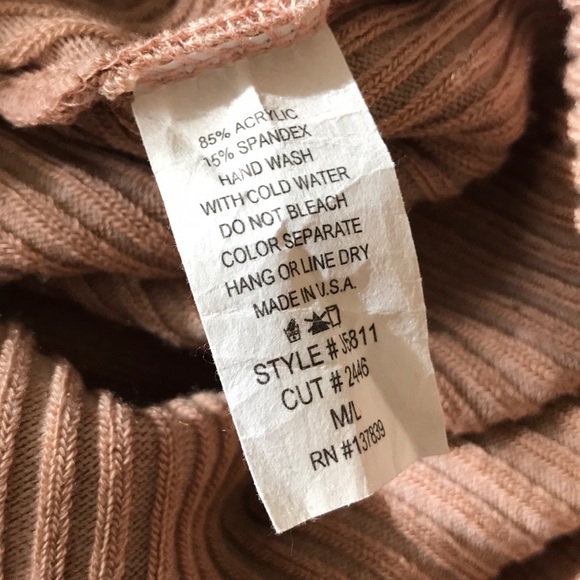 85% ACRYLIC
15% SPANDEX
HAND WASH
WITH COLD WATER
DO NOT BLEACH
COLOR SEPARATE
HANG OR LINE DRY
MADE IN U.S.A.
STYLE # J5811
CUT # 2446
M/L
RN #137839